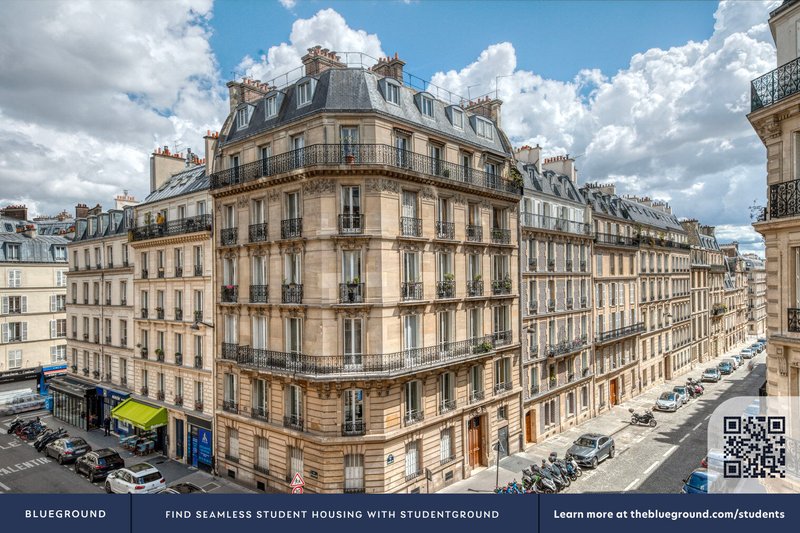 BLUEGROUND
FIND SEAMLESS STUDENT HOUSING WITH STUDENTGROUND
Learn more at theblueground.com/students